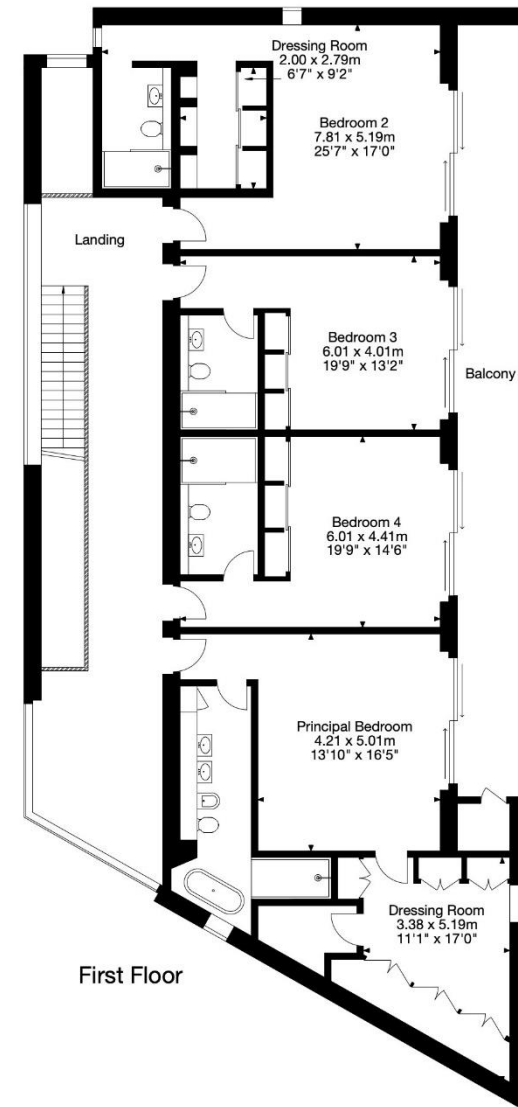 Dressing Room
2.00 x 2.79m
6'7" x 9'2"
Bedroom 2
7.81 x 5.19m
25'7" x 17'0"
Landing
Bedroom 3
6.01 x 4.01m
19'9" x 13'2"
Balcony
Bedroom 4
6.01 x 4.41m
19'9" x 14'6"
Principal Bedroom
4.21 x 5.01m
13'10" x 16'5"
Dressing Room
3.38 x 5.19m
11'1" x 17'0"
First Floor